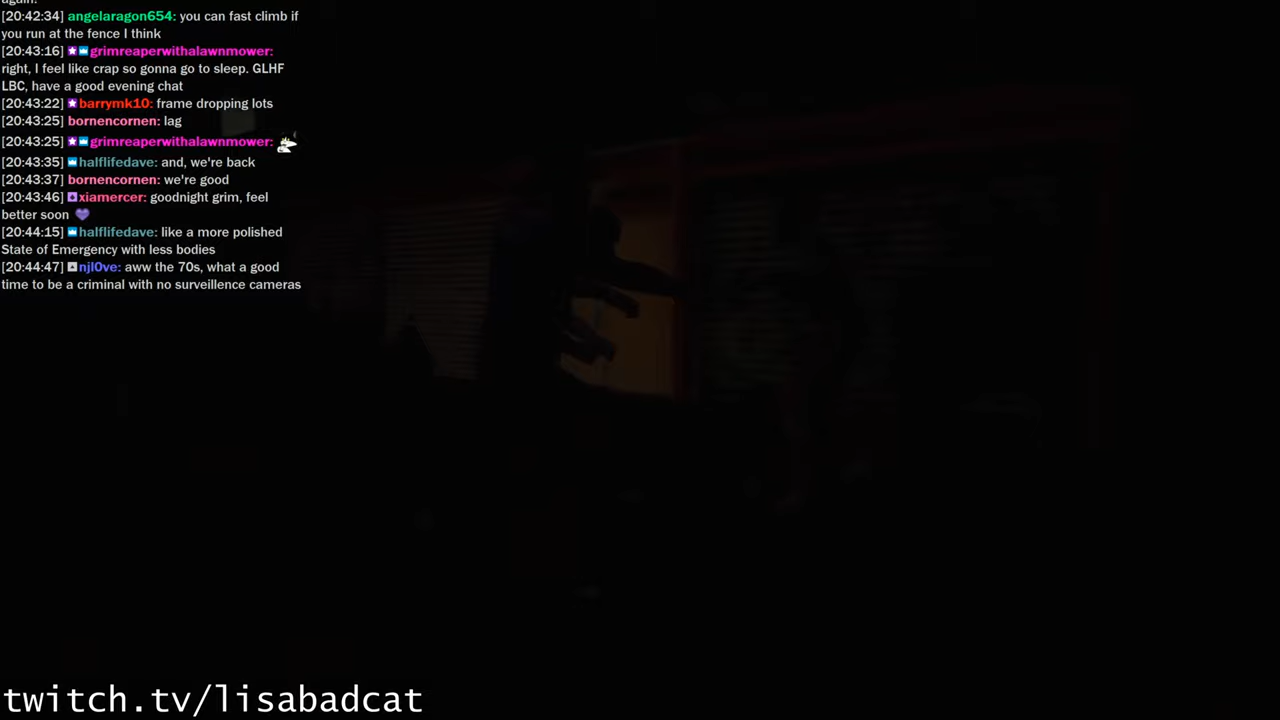 again!
[20:42:34] angelaragon654: you can fast climb if
you run at the fence I think
[20:43:16] grimreaperwithalawnmower:
right, I feel like crap so gonna go to sleep. GLHF
LBC, have a good evening chat
[20:43:22] barrymk10: frame dropping lots
[20:43:25] bornencornen: lag
[20:43:25] grimreaperwithalawnmower:
[20:43:35] halflifedave: and, we're back
[20:43:37] bornencornen: we're good
[20:43:46] xiamercer: goodnight grim, feel
better soon 💜
[20:44:15] halflifedave: like a more polished
State of Emergency with less bodies
[20:44:47] njl0ve: aww the 70s, what a good
time to be a criminal with no surveillence cameras
twitch.tv/lisabadcat